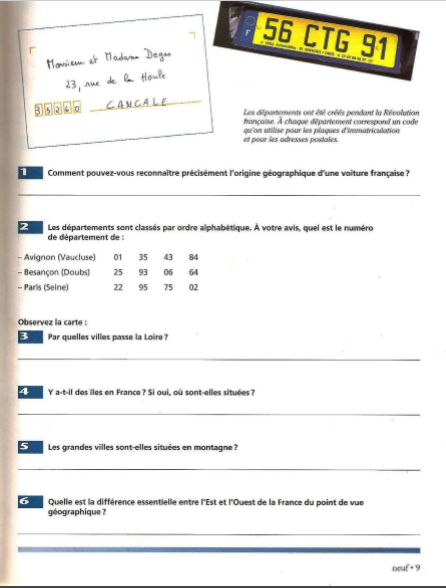 Monsieur et Madame Degas
23, rue de la Houle
35260 CANCALE
F
56 CTG 91
Les départements ont été créés pendant la Révolution
française. À chaque département correspond un code
qu'on utilise pour les plaques d'immatriculation
et pour les adresses postales.
1 Comment pouvez-vous reconnaître précisément l'origine géographique d'une voiture française ?
2 Les départements sont classés par ordre alphabétique. À votre avis, quel est le numéro
de département de :
– Avignon (Vaucluse) 01 35 43 84
– Besançon (Doubs) 25 93 06 64
– Paris (Seine) 22 95 75 02
Observez la carte :
3 Par quelles villes passe la Loire ?
4 Y a-t-il des îles en France ? Si oui, où sont-elles situées ?
5 Les grandes villes sont-elles situées en montagne ?
6 Quelle est la différence essentielle entre l'Est et l'Ouest de la France du point de vue
géographique ?
neuf • 9